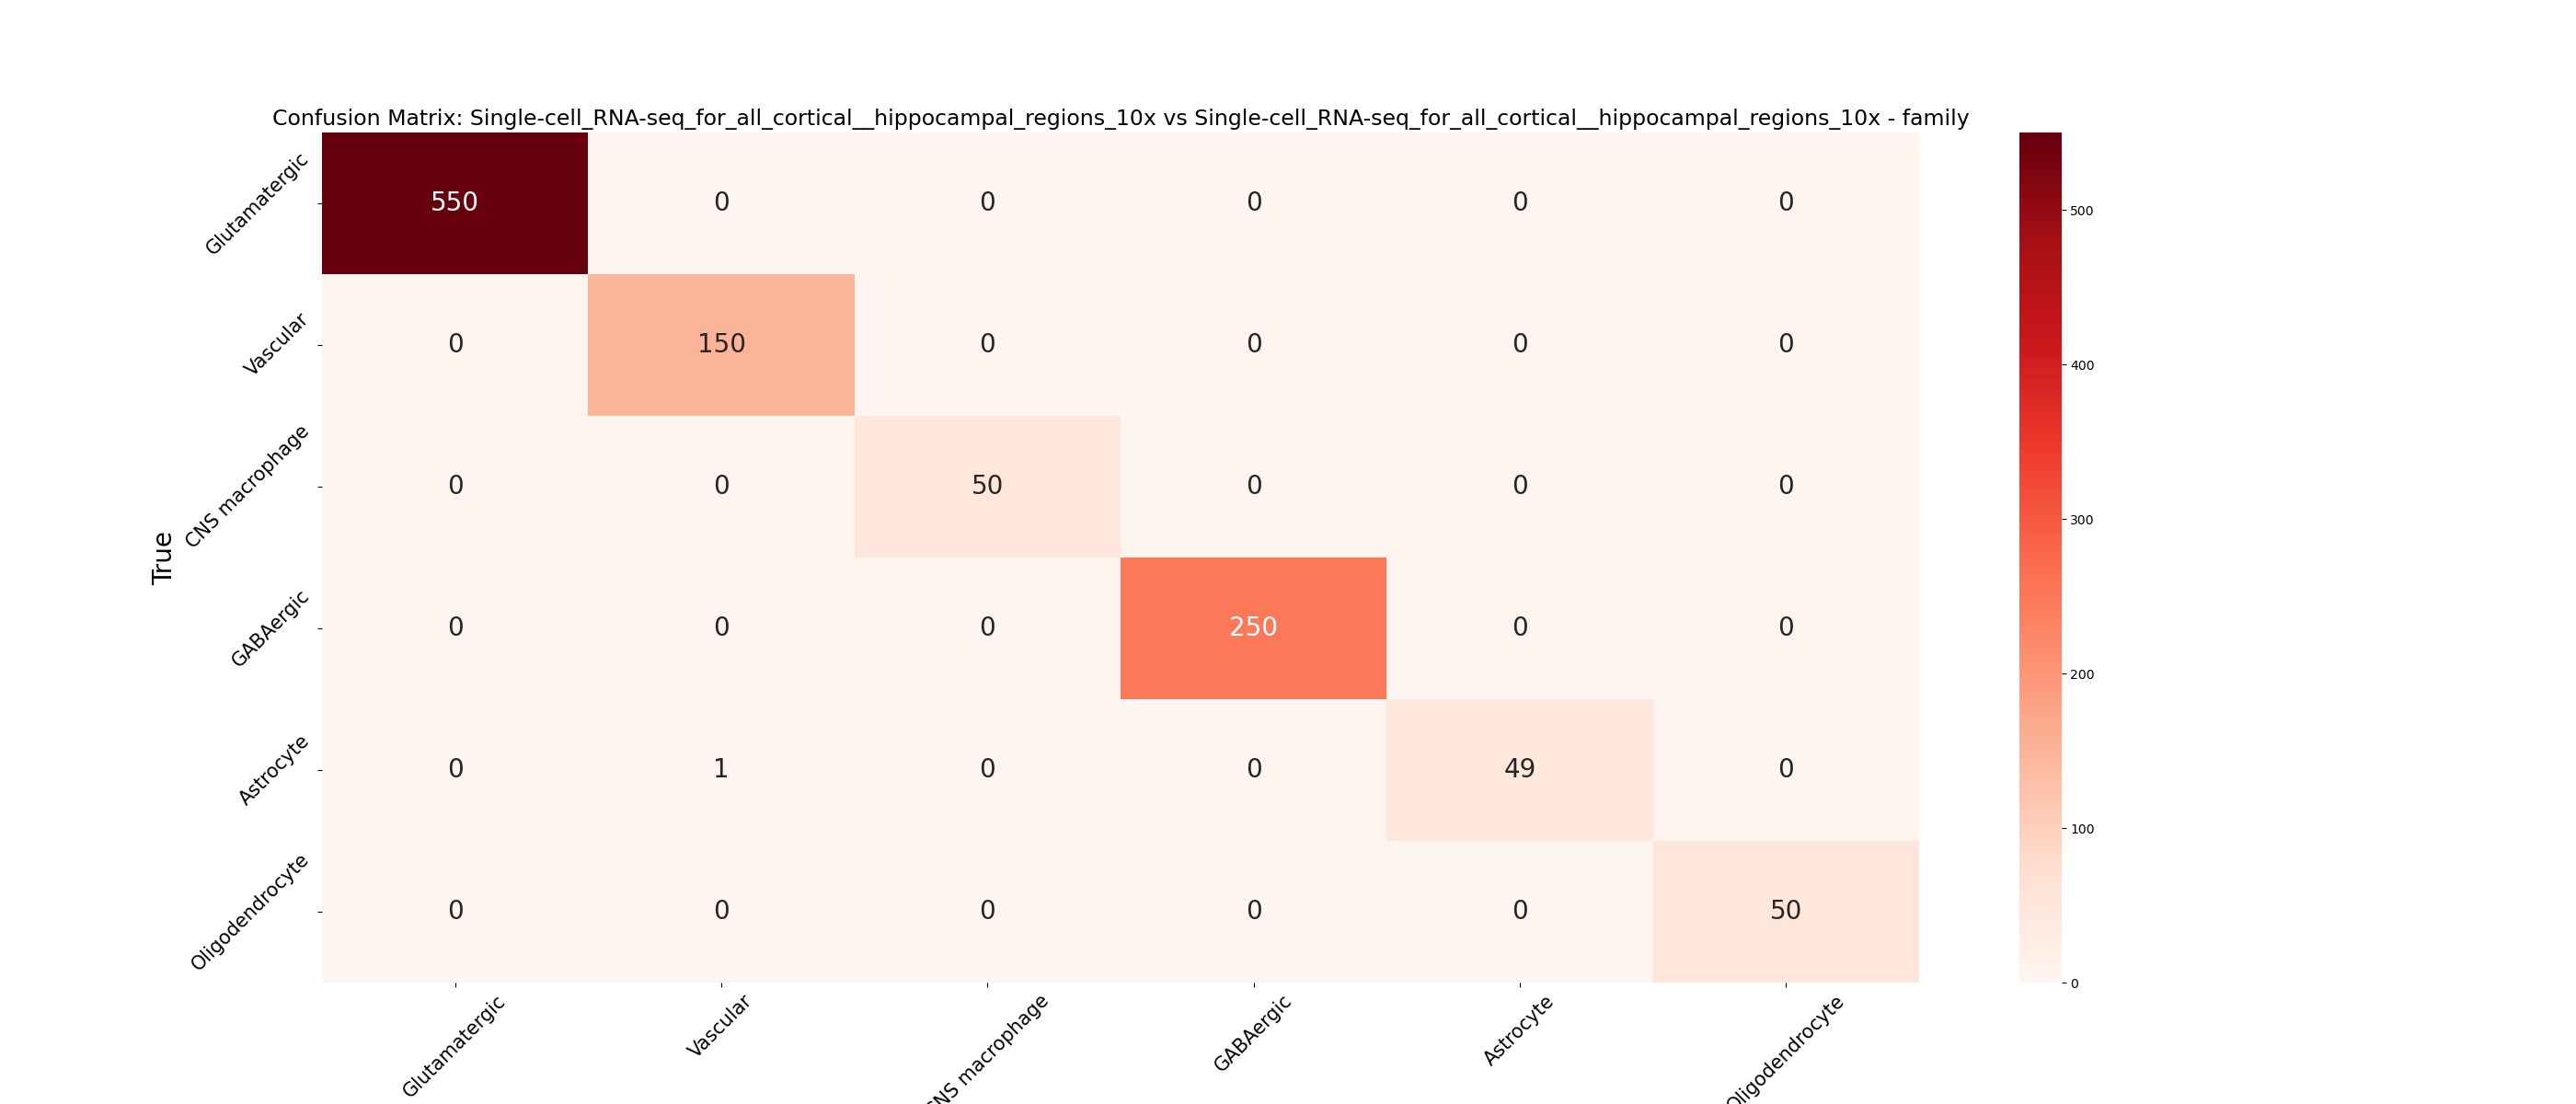 Confusion Matrix: Single-cell_RNA-seq_for_all_cortical__hippocampal_regions_10x vs Single-cell_RNA-seq_for_all_cortical__hippocampal_regions_10x - family
True
Glutamatergic 550 0 0 0 0 0
Vascular 0 150 0 0 0 0
CNS macrophage 0 0 50 0 0 0
GABAergic 0 0 0 250 0 0
Astrocyte 0 1 0 0 49 0
Oligodendrocyte 0 0 0 0 0 50
Glutamatergic Vascular CNS macrophage GABAergic Astrocyte Oligodendrocyte
500
400
300
200
100
0